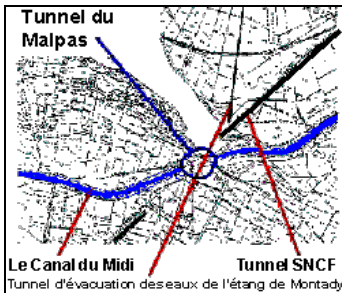 Tunnel du
Malpas
Le Canal du Midi
Tunnel SNCF
Tunnel d'évacuation des eaux de l'étang de Montady